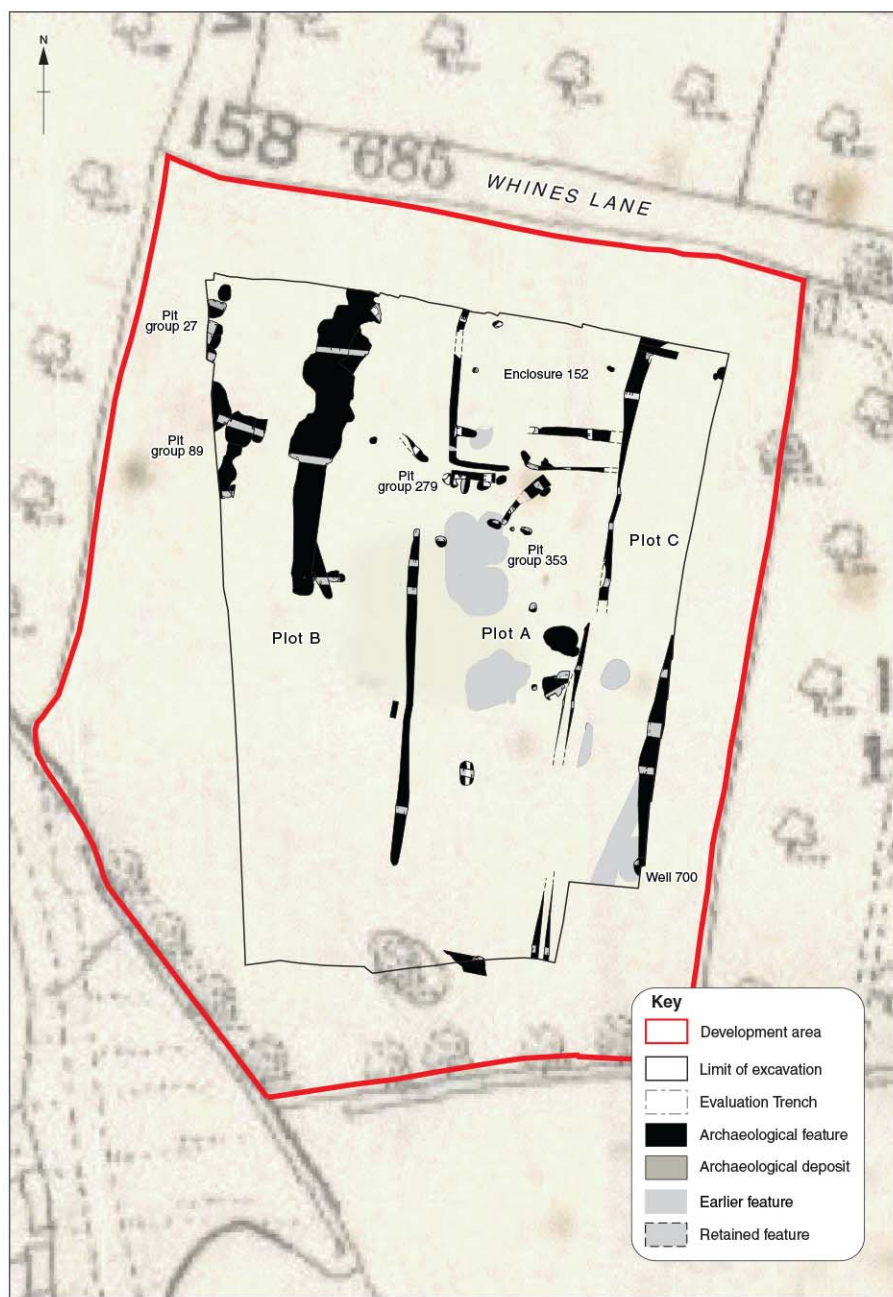 N
158
685
WHINES LANE
Pit
group 27
Enclosure 152
Pit
group 89
Pit
group 279
Plot C
Pit
group 353
Plot B
Plot A
Well 700
Key
Development area
Limit of excavation
Evaluation Trench
Archaeological feature
Archaeological deposit
Earlier feature
Retained feature